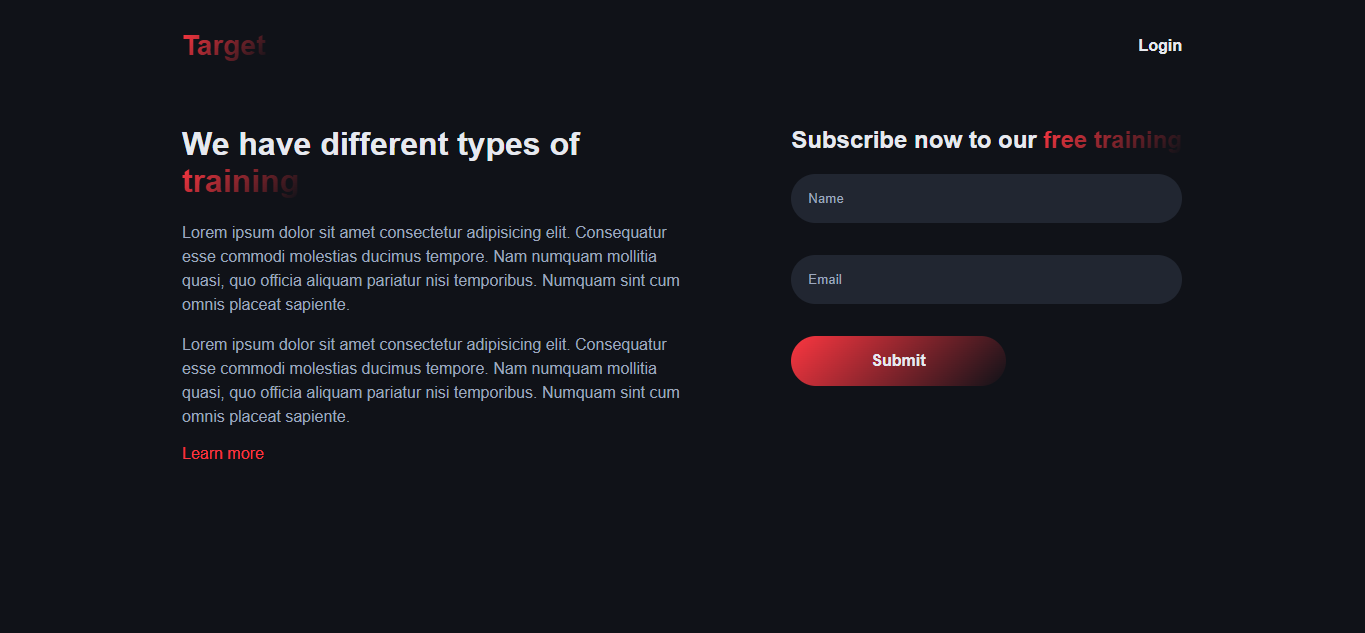 Target
Login
We have different types of
training
Lorem ipsum dolor sit amet consectetur adipisicing elit. Consequatur
esse commodi molestias ducimus tempore. Nam numquam mollitia
quasi, quo officia aliquam pariatur nisi temporibus. Numquam sint cum
omnis placeat sapiente.
Lorem ipsum dolor sit amet consectetur adipisicing elit. Consequatur
esse commodi molestias ducimus tempore. Nam numquam mollitia
quasi, quo officia aliquam pariatur nisi temporibus. Numquam sint cum
omnis placeat sapiente.
Learn more
Subscribe now to our free training
Name
Email
Submit